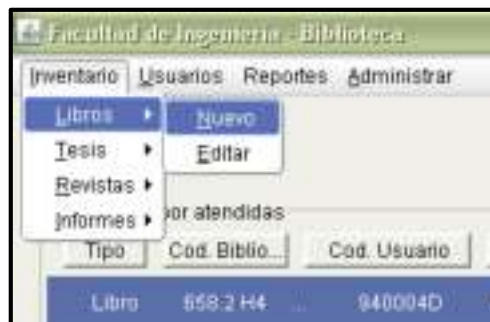 Facultad de Ingeniería - Biblioteca
Inventario Usuarios Reportes Administrar
Libros Nuevo
Tesis Editar
Revistas
Informes por atendidas
Tipo Cod. Biblio... Cod. Usuario
Libro 658.2 H4 ... 940004D